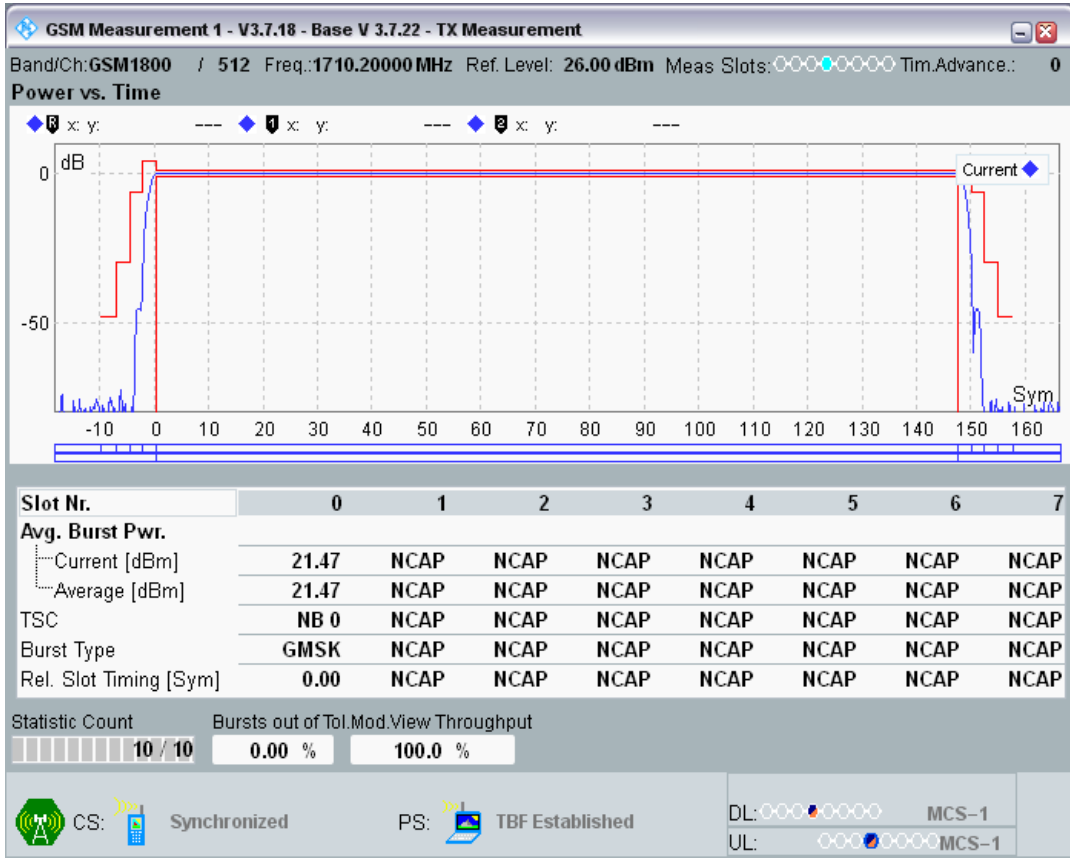 GSM Measurement 1 - V3.7.18 - Base V 3.7.22 - TX Measurement
Band/Ch:GSM1800 / 512 Freq.:1710.20000 MHz Ref. Level: 26.00 dBm Meas Slots: Tim.Advance.: 0
Power vs. Time
R x: y: --- 1 x: y: --- 2 x: y: ---
dB
Current
0
-50
Sym
-10 0 10 20 30 40 50 60 70 80 90 100 110 120 130 140 150 160
Slot Nr. 0 1 2 3 4 5 6 7
Avg. Burst Pwr.
Current [dBm] 21.47 NCAP NCAP NCAP NCAP NCAP NCAP NCAP
Average [dBm] 21.47 NCAP NCAP NCAP NCAP NCAP NCAP NCAP
TSC NB 0 NCAP NCAP NCAP NCAP NCAP NCAP NCAP
Burst Type GMSK NCAP NCAP NCAP NCAP NCAP NCAP NCAP
Rel. Slot Timing [Sym] 0.00 NCAP NCAP NCAP NCAP NCAP NCAP NCAP
Statistic Count Bursts out of Tol.Mod.View Throughput
10 / 10 0.00 % 100.0 %
CS: Synchronized PS: TBF Established
DL: MCS-1
UL: MCS-1